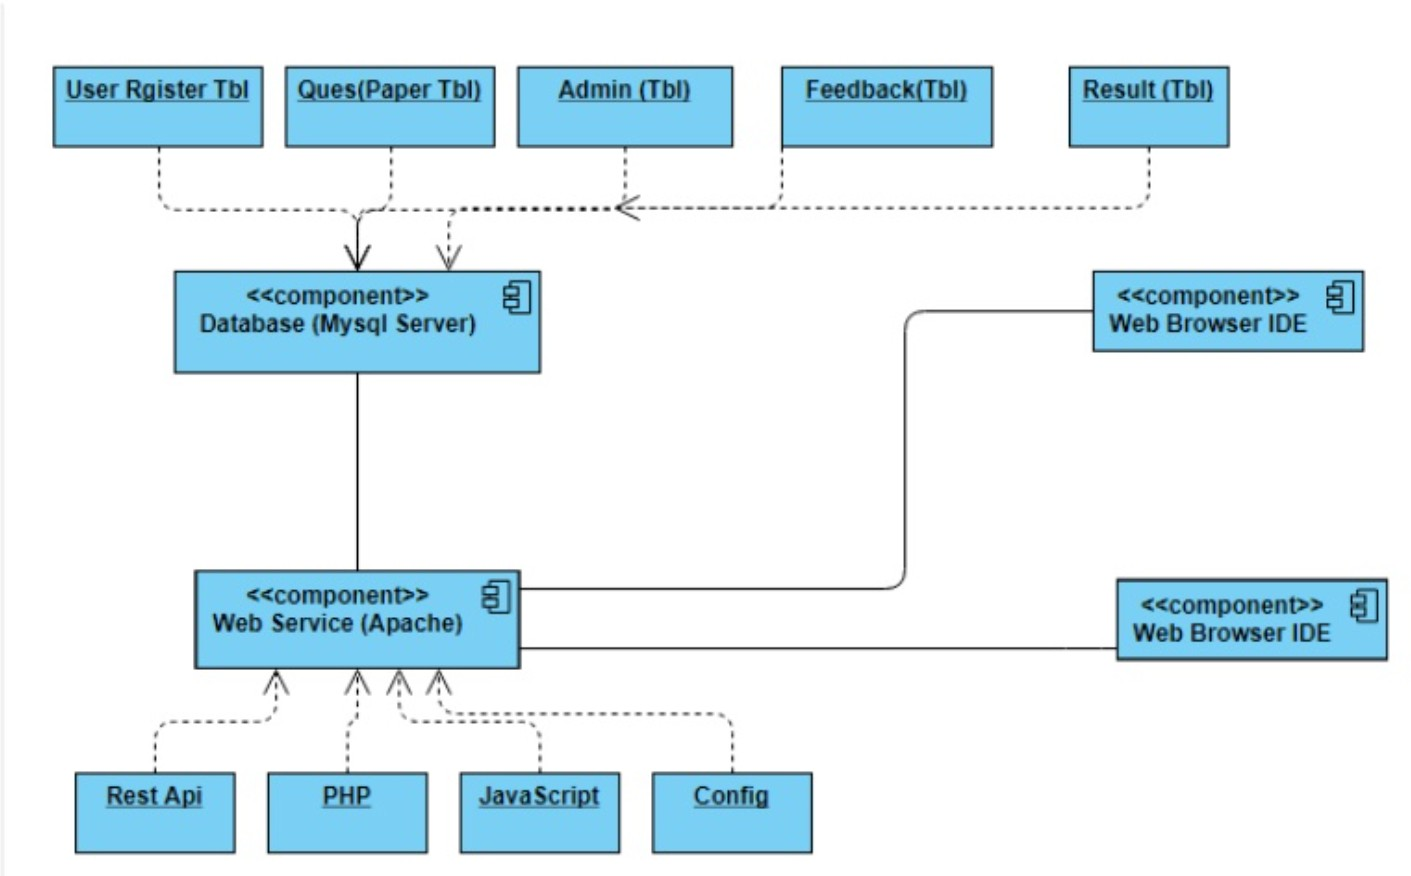 User Rgister Tbl
Ques(Paper Tbl)
Admin (Tbl)
Feedback(Tbl)
Result (Tbl)
<<component>>
Database (Mysql Server)
<<component>>
Web Browser IDE
<<component>>
Web Service (Apache)
<<component>>
Web Browser IDE
Rest Api
PHP
JavaScript
Config